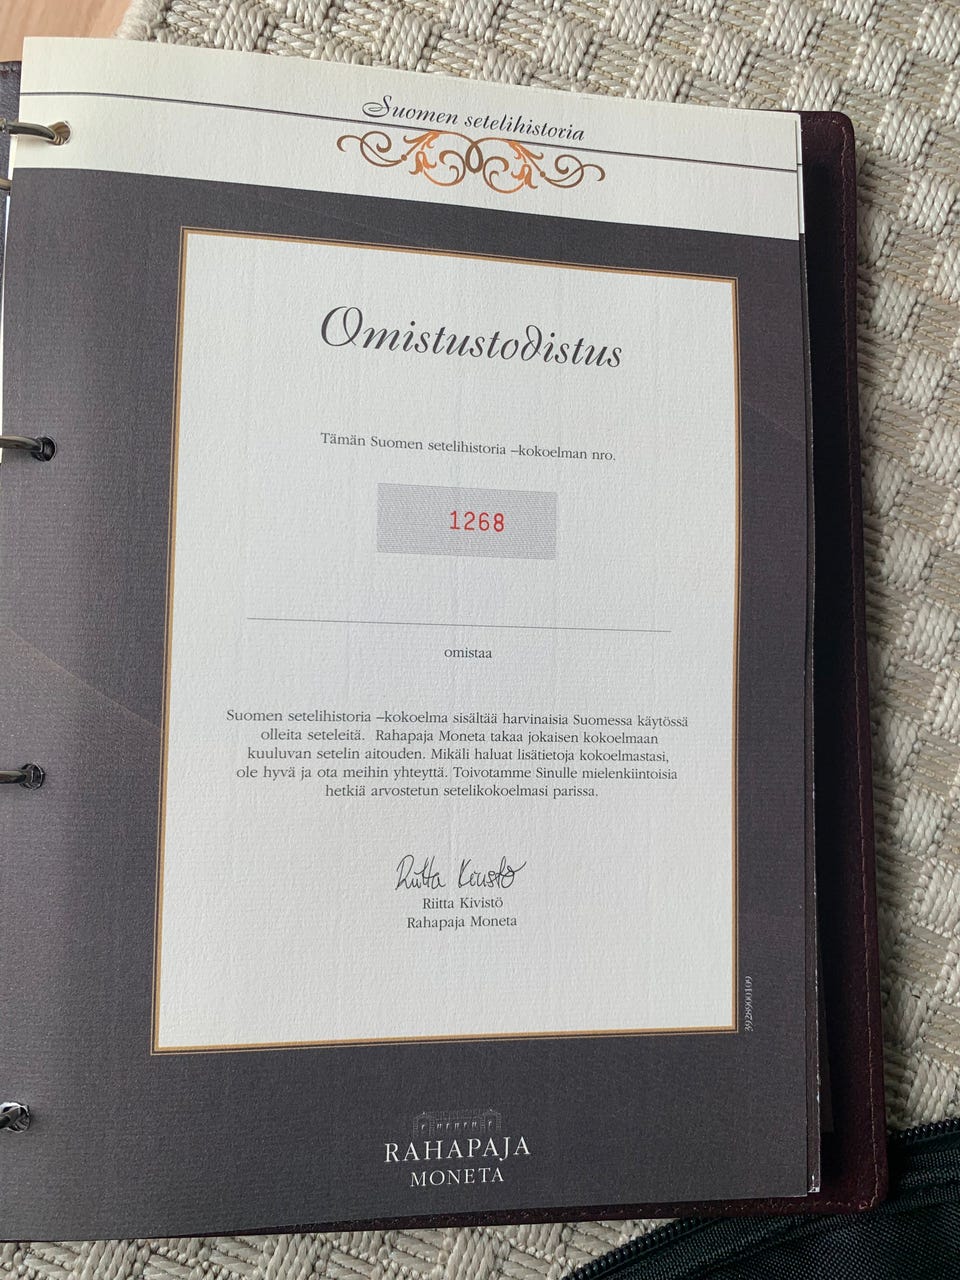 Suomen setelihistoria
Omistustodistus
Tämän Suomen setelihistoria –kokoelman nro.
1268
omistaa
Suomen setelihistoria –kokoelma sisältää harvinaisia Suomessa käytössä
olleita seteleitä. Rahapaja Moneta takaa jokaisen kokoelmaan
kuuluvan setelin aitouden. Mikäli haluat lisätietoja kokoelmastasi,
ole hyvä ja ota meihin yhteyttä. Toivotamme Sinulle mielenkiintoisia
hetkiä arvostetun setelikokoelmasi parissa.
Riitta Kivistö
Riitta Kivistö
Rahapaja Moneta
3928900109
RAHAPAJA
MONETA